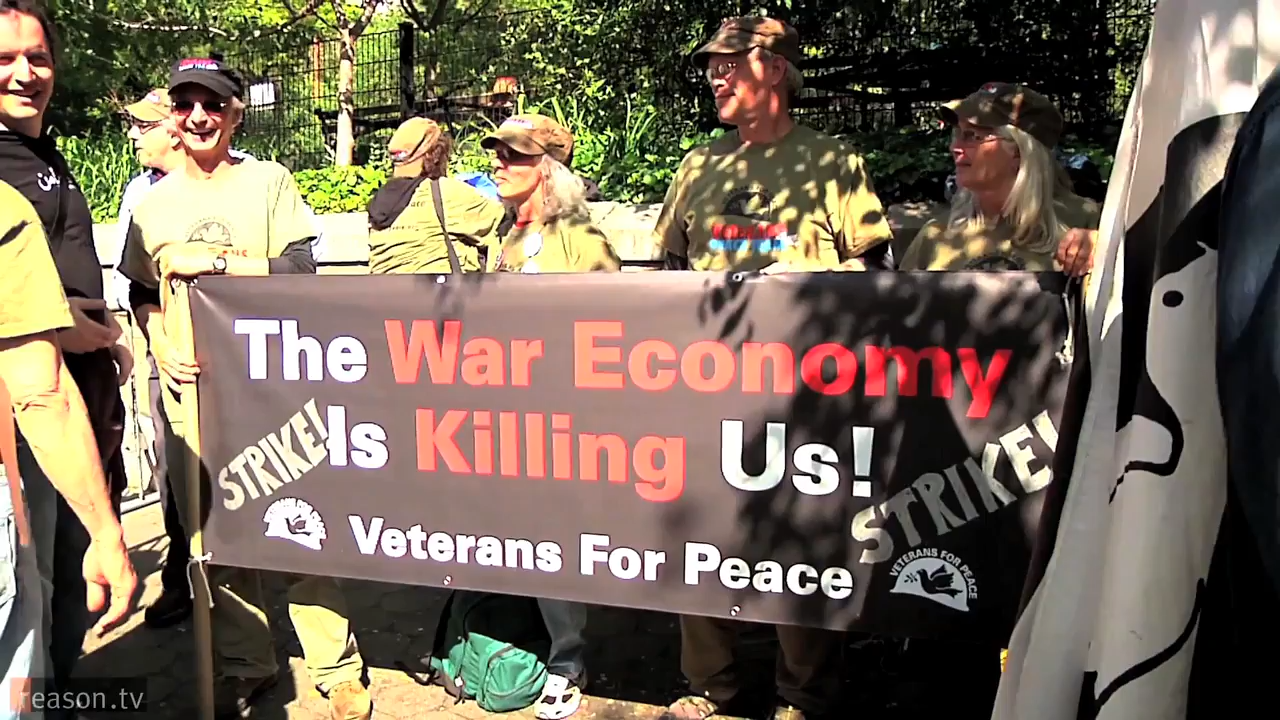 The War Economy
Is Killing Us!
STRIKE!
STRIKE!
Veterans For Peace
VETERANS FOR PEACE
reason.tv